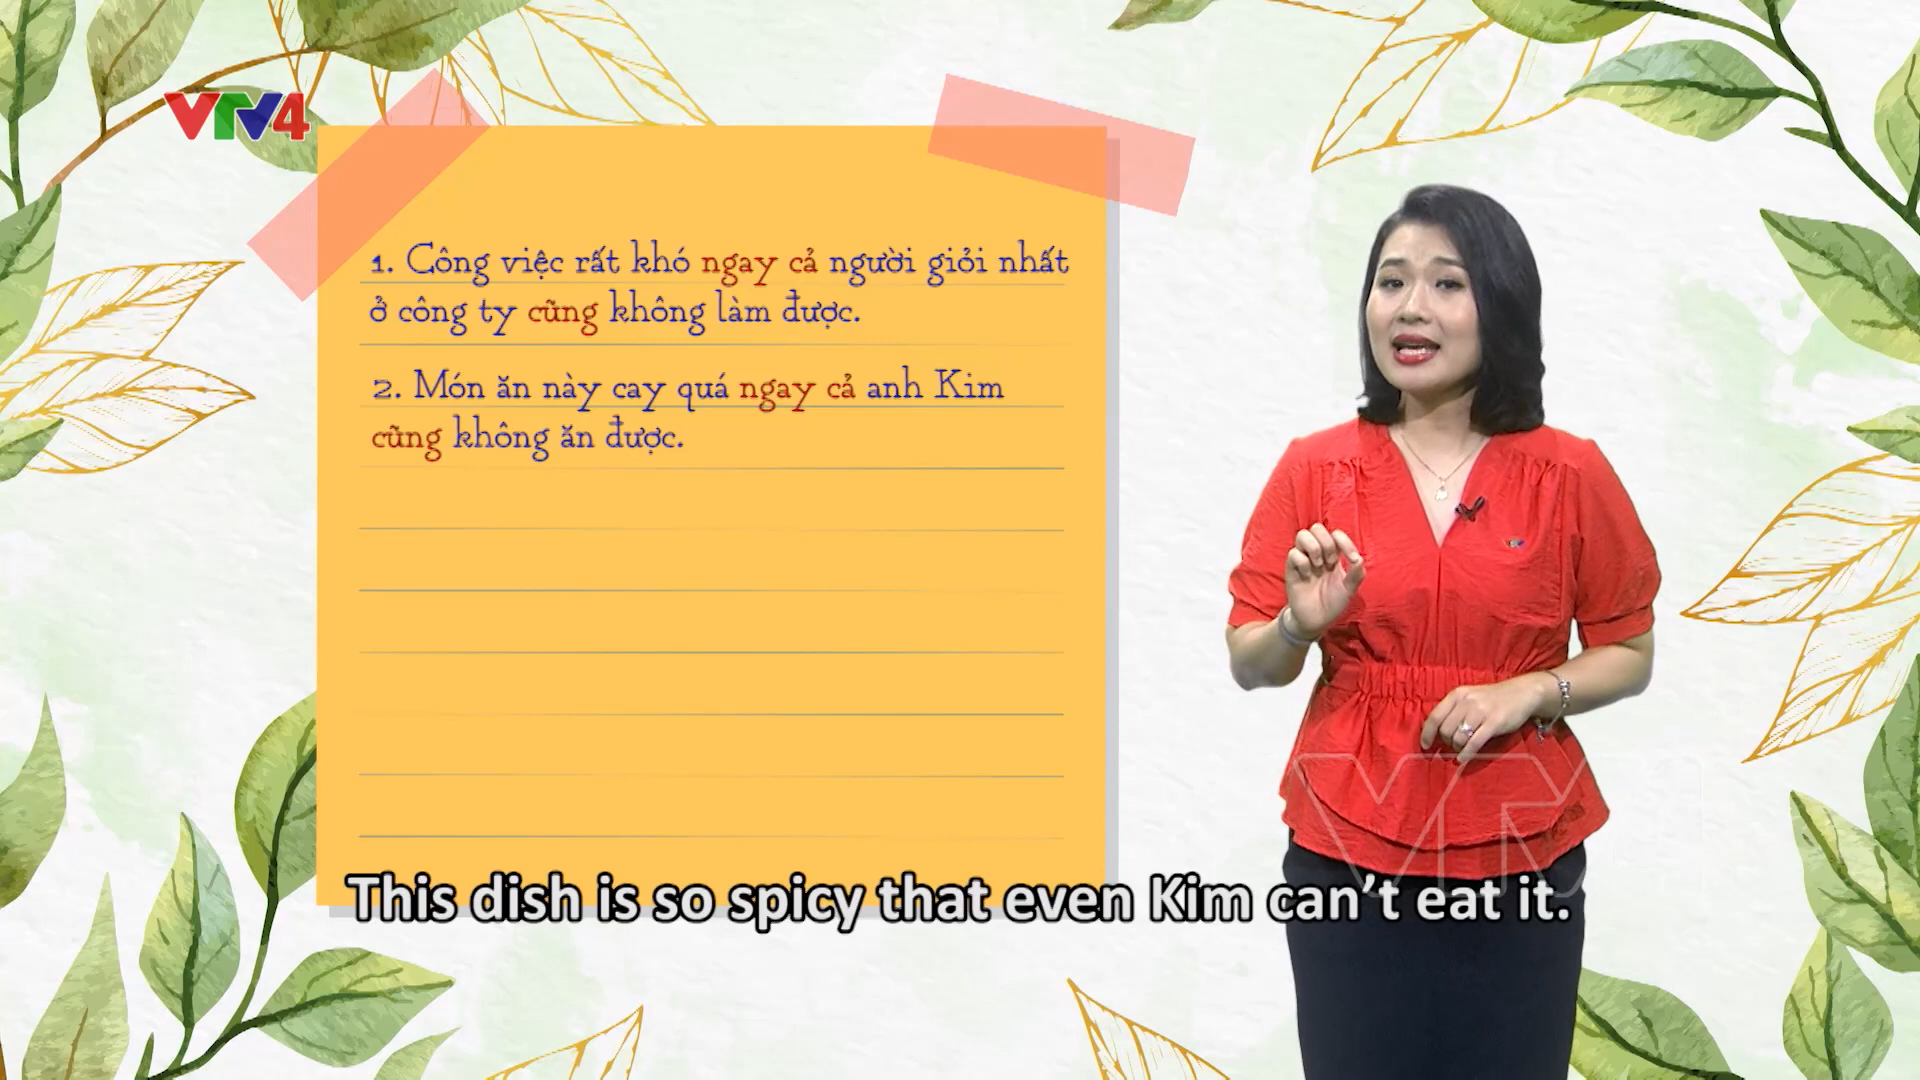 VTV4
1. Công việc rất khó ngay cả người giỏi nhất
ở công ty cũng không làm được.
2. Món ăn này cay quá ngay cả anh Kim
cũng không ăn được.
This dish is so spicy that even Kim can't eat it.